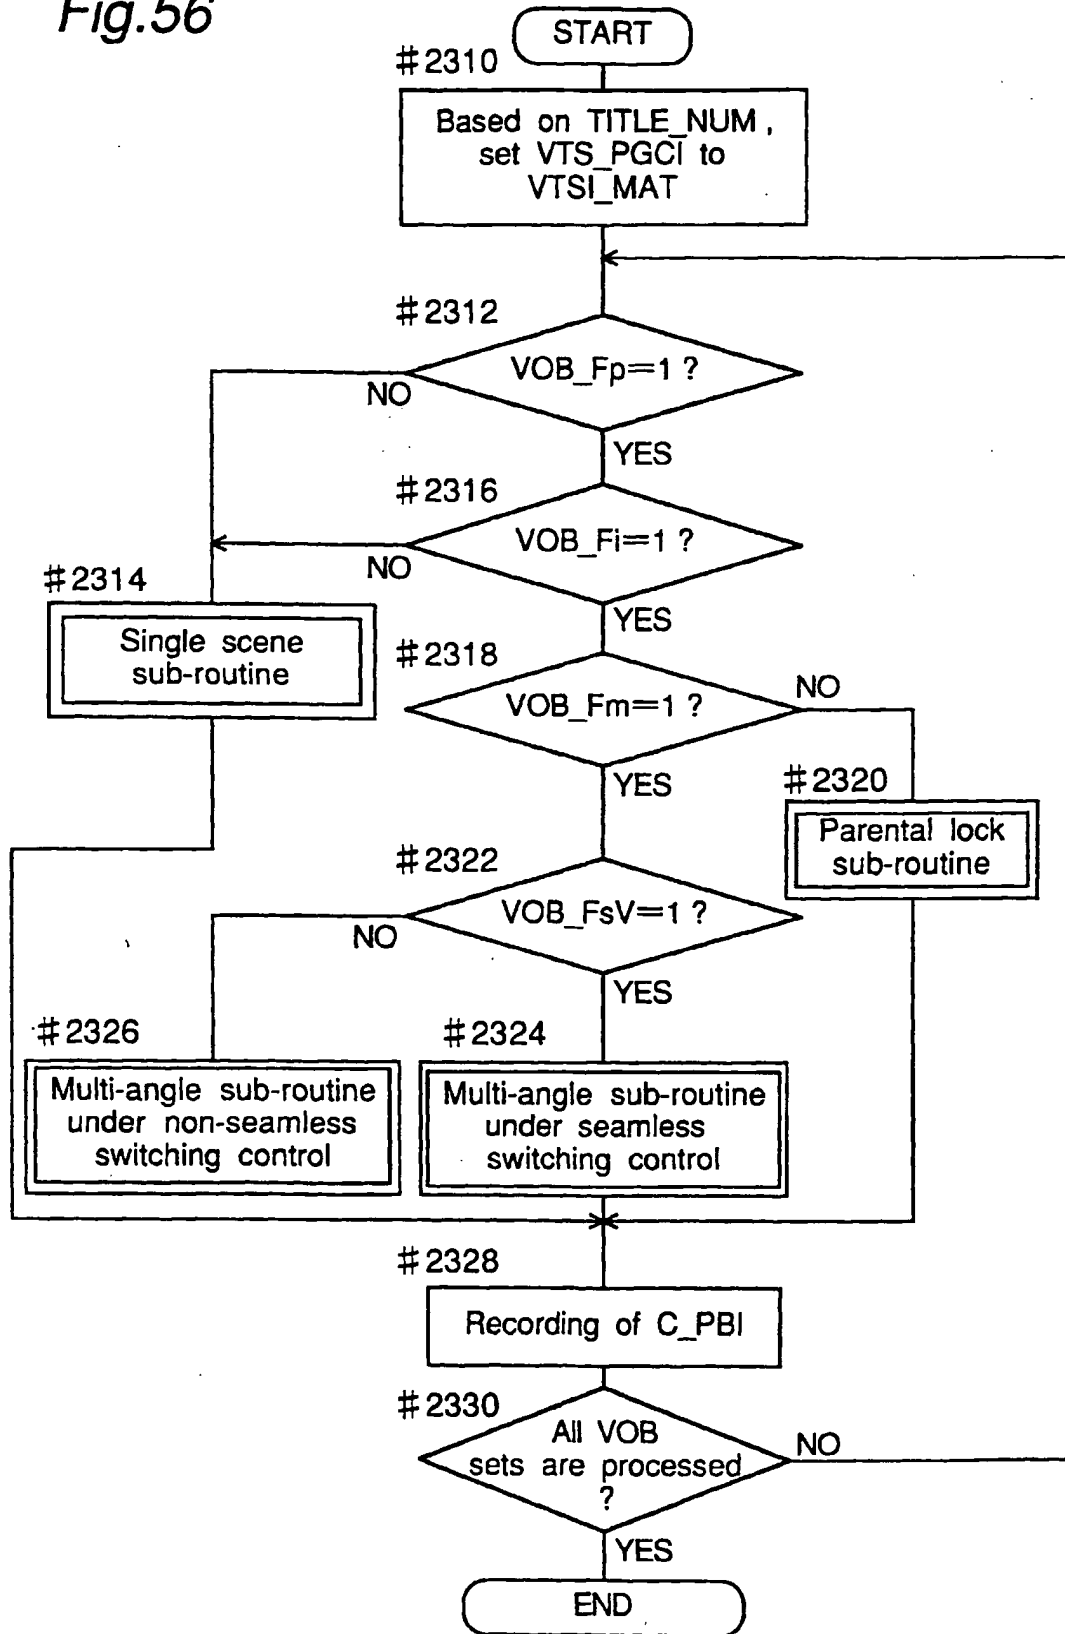 Fig.56
START
#2310
Based on TITLE_NUM,
set VTS_PGCI to
VTSI_MAT
#2312
VOB_Fp=1 ?
NO
YES
#2316
VOB_Fi=1 ?
NO
YES
#2314
Single scene
sub-routine
#2318
VOB_Fm=1 ?
NO
YES
#2320
Parental lock
sub-routine
#2322
VOB_FsV=1 ?
NO
YES
#2326
Multi-angle sub-routine
under non-seamless
switching control
#2324
Multi-angle sub-routine
under seamless
switching control
#2328
Recording of C_PBI
#2330
All VOB
sets are processed
?
NO
YES
END